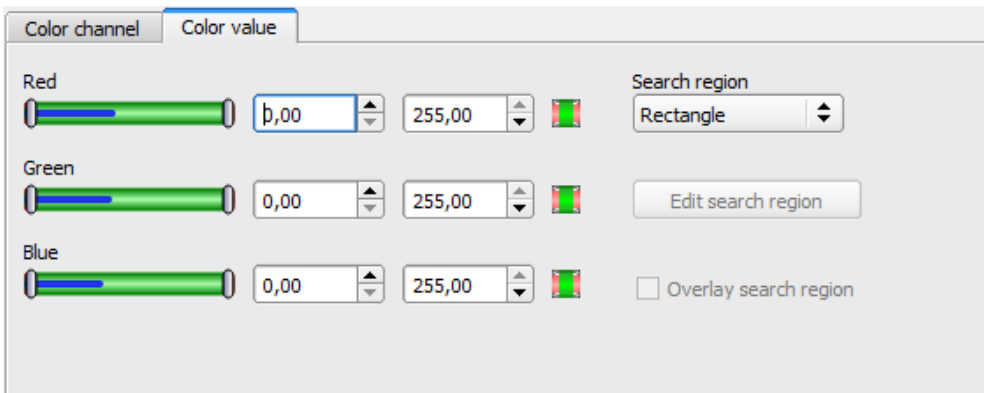 Color channel Color value
Red
0,00 255,00
Search region
Rectangle
Green
0,00 255,00
Edit search region
Blue
0,00 255,00
Overlay search region